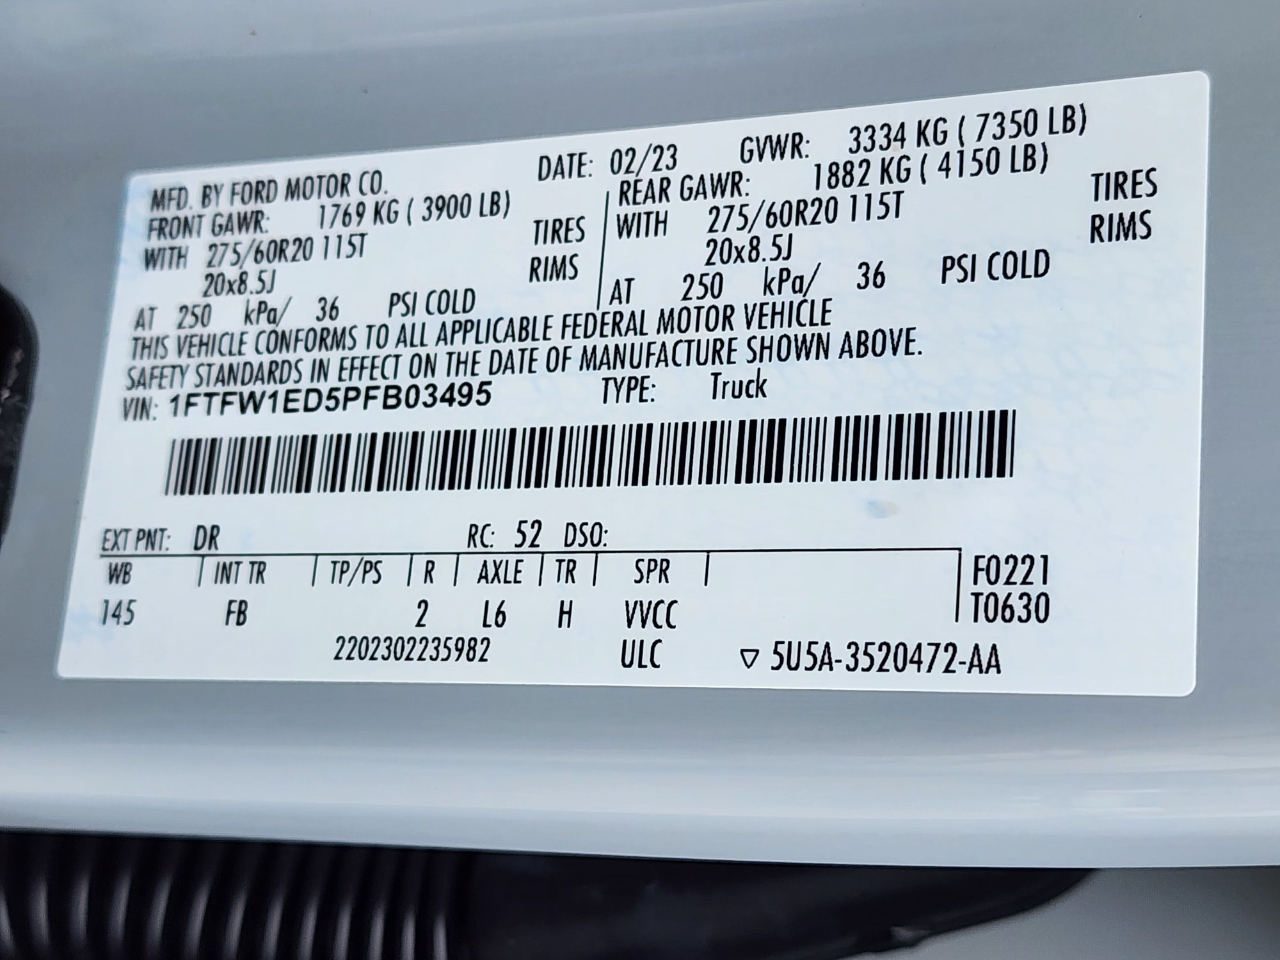 MFD. BY FORD MOTOR CO. DATE: 02/23 GVWR: 3334 KG ( 7350 LB)
FRONT GAWR: 1769 KG ( 3900 LB) REAR GAWR: 1882 KG ( 4150 LB)
WITH 275/60R20 115T TIRES WITH 275/60R20 115T TIRES
20x8.5J RIMS 20x8.5J RIMS
AT 250 kPa/ 36 PSI COLD AT 250 kPa/ 36 PSI COLD
THIS VEHICLE CONFORMS TO ALL APPLICABLE FEDERAL MOTOR VEHICLE
SAFETY STANDARDS IN EFFECT ON THE DATE OF MANUFACTURE SHOWN ABOVE.
VIN: 1FTFW1ED5PFB03495 TYPE: Truck
EXT PNT: DR RC: 52 DSO:
WB INT TR TP/PS R AXLE TR SPR F0221
145 FB 2 L6 H VVCC T0630
2202302235982 ULC ▽ 5U5A-3520472-AA